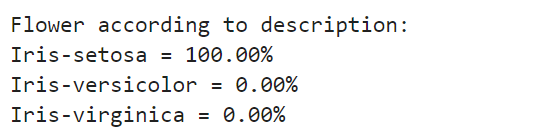 Flower according to description:
Iris-setosa = 100.00%
Iris-versicolor = 0.00%
Iris-virginica = 0.00%